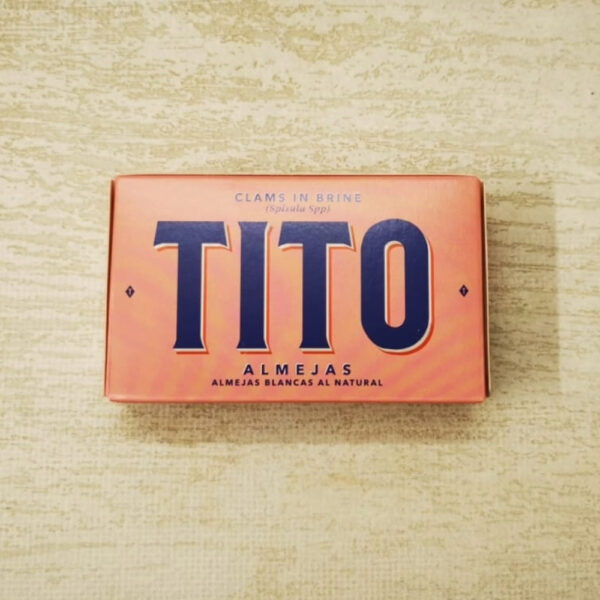 CLAMS IN BRINE
(Spisula Spp)
TITO
T T
ALMEJAS
ALMEJAS BLANCAS AL NATURAL